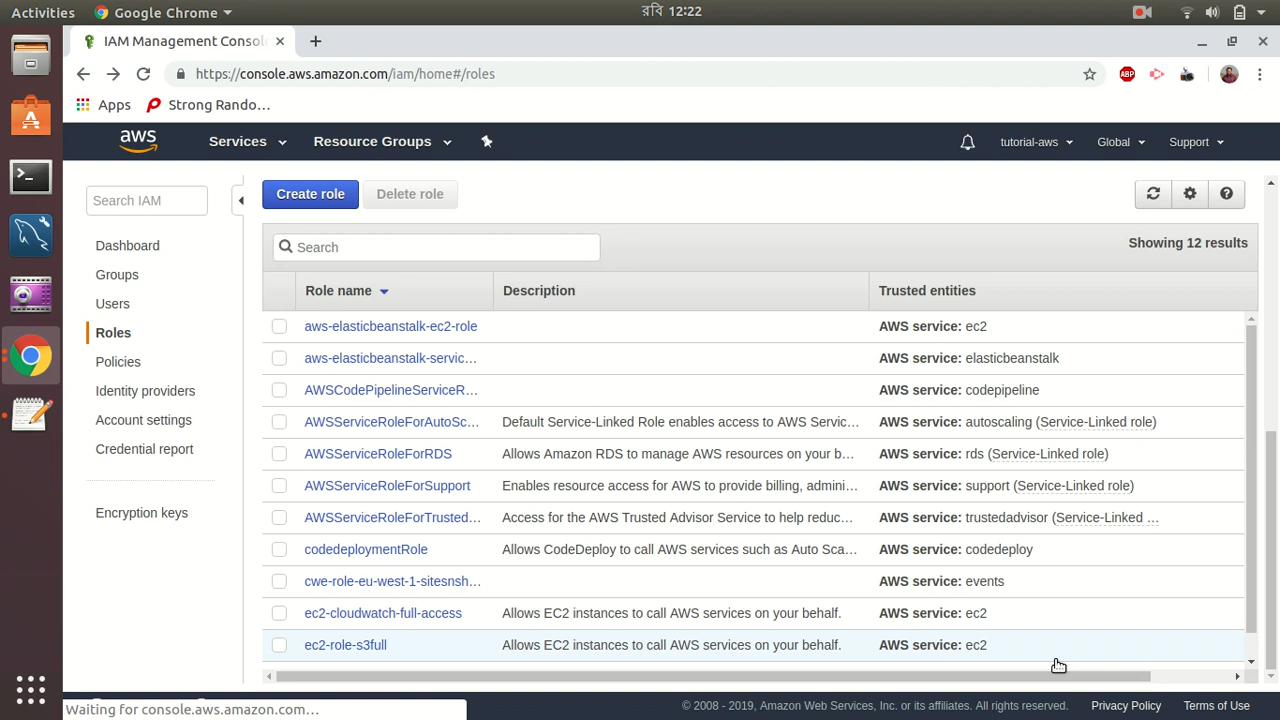 Activities Google Chrome রবি 12:22
IAM Management Consol
https://console.aws.amazon.com/iam/home#/roles
Apps Strong Rando… ABP
aws Services Resource Groups tutorial-aws Global Support
Search IAM
Dashboard
Groups
Users
Roles
Policies
Identity providers
Account settings
Credential report
Encryption keys
Create role Delete role
Search Showing 12 results
Role name Description Trusted entities
aws-elasticbeanstalk-ec2-role AWS service: ec2
aws-elasticbeanstalk-servic… AWS service: elasticbeanstalk
AWSCodePipelineServiceR… AWS service: codepipeline
AWSServiceRoleForAutoSc… Default Service-Linked Role enables access to AWS Servic… AWS service: autoscaling (Service-Linked role)
AWSServiceRoleForRDS Allows Amazon RDS to manage AWS resources on your b… AWS service: rds (Service-Linked role)
AWSServiceRoleForSupport Enables resource access for AWS to provide billing, admini… AWS service: support (Service-Linked role)
AWSServiceRoleForTrusted… Access for the AWS Trusted Advisor Service to help reduc… AWS service: trustedadvisor (Service-Linked …
codedeploymentRole Allows CodeDeploy to call AWS services such as Auto Sca… AWS service: codedeploy
cwe-role-eu-west-1-sitesnsh… AWS service: events
ec2-cloudwatch-full-access Allows EC2 instances to call AWS services on your behalf. AWS service: ec2
ec2-role-s3full Allows EC2 instances to call AWS services on your behalf. AWS service: ec2
Waiting for console.aws.amazon.com…
© 2008 - 2019, Amazon Web Services, Inc. or its affiliates. All rights reserved. Privacy Policy Terms of Use